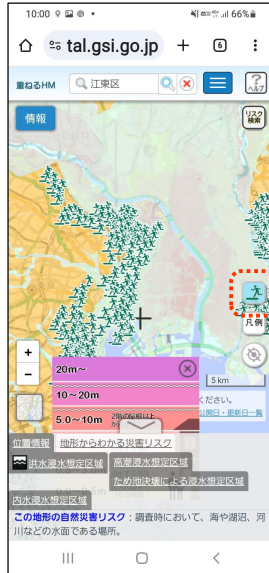 10:00
66%
tal.gsi.go.jp
6
重ねるHM
江東区
?
ヘルプ
情報
リスク
検索
凡例
+
−
20m~
10~20m
5.0~10m
5 km
ください。
公開日・更新日一覧
位置情報
地形からわかる災害リスク
洪水浸水想定区域
高潮浸水想定区域
ため池決壊による浸水想定区域
内水浸水想定区域
この地形の自然災害リスク：調査時において、海や湖沼、河
川などの水面である場所。